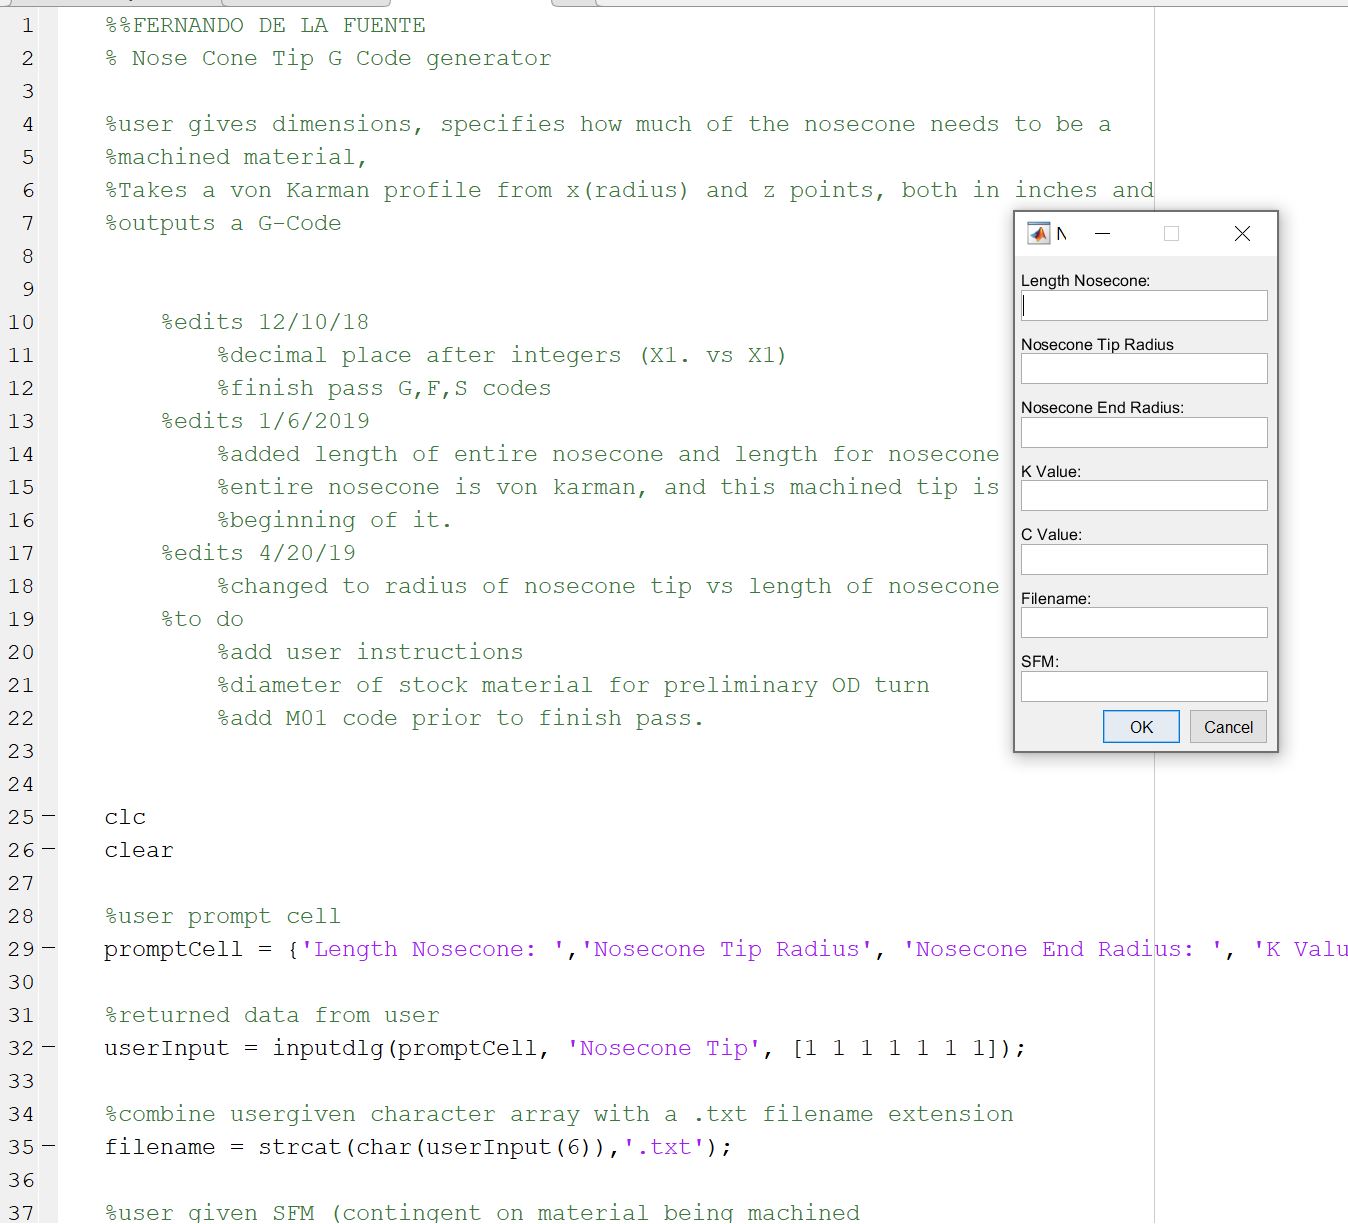 1 %%FERNANDO DE LA FUENTE
2 % Nose Cone Tip G Code generator
3
4 %user gives dimensions, specifies how much of the nosecone needs to be a
5 %machined material,
6 %Takes a von Karman profile from x(radius) and z points, both in inches and
7 %outputs a G-Code
8
9
10 %edits 12/10/18
11 %decimal place after integers (X1. vs X1)
12 %finish pass G,F,S codes
13 %edits 1/6/2019
14 %added length of entire nosecone and length for nosecone
15 %entire nosecone is von karman, and this machined tip is
16 %beginning of it.
17 %edits 4/20/19
18 %changed to radius of nosecone tip vs length of nosecone
19 %to do
20 %add user instructions
21 %diameter of stock material for preliminary OD turn
22 %add M01 code prior to finish pass.
23
24
25 clc
26 clear
27
28 %user prompt cell
29 promptCell = {'Length Nosecone: ','Nosecone Tip Radius', 'Nosecone End Radius: ', 'K Valu
30
31 %returned data from user
32 userInput = inputdlg(promptCell, 'Nosecone Tip', [1 1 1 1 1 1 1]);
33
34 %combine usergiven character array with a .txt filename extension
35 filename = strcat(char(userInput(6)),'.txt');
36
37 %user given SFM (contingent on material being machined
N
Length Nosecone:
Nosecone Tip Radius
Nosecone End Radius:
K Value:
C Value:
Filename:
SFM:
OK Cancel